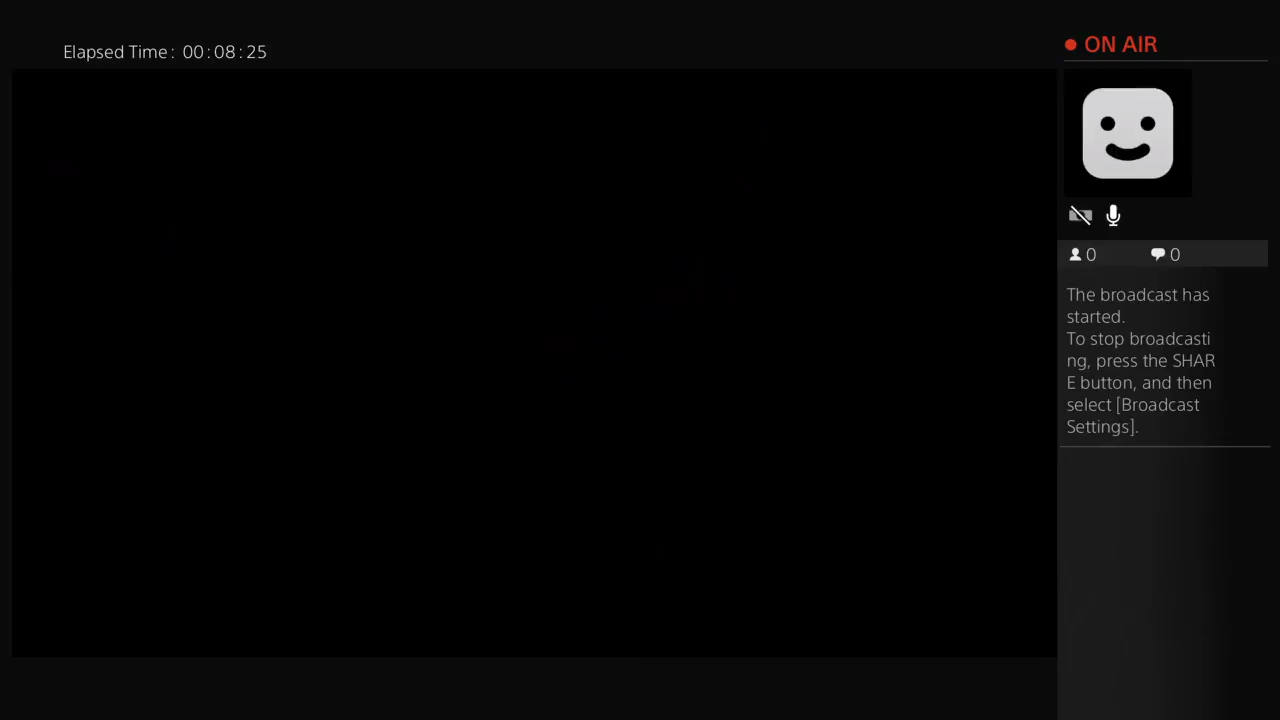 Elapsed Time: 00:08:25
ON AIR
0 0
The broadcast has
started.
To stop broadcasti
ng, press the SHAR
E button, and then
select [Broadcast
Settings].